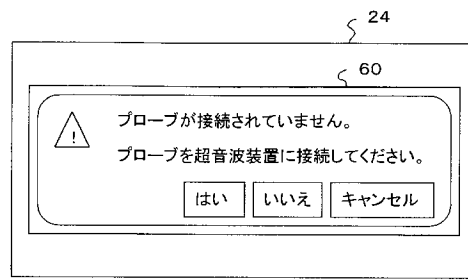 24
60
プローブが接続されていません。
プローブを超音波装置に接続してください。
はい いいえ キャンセル